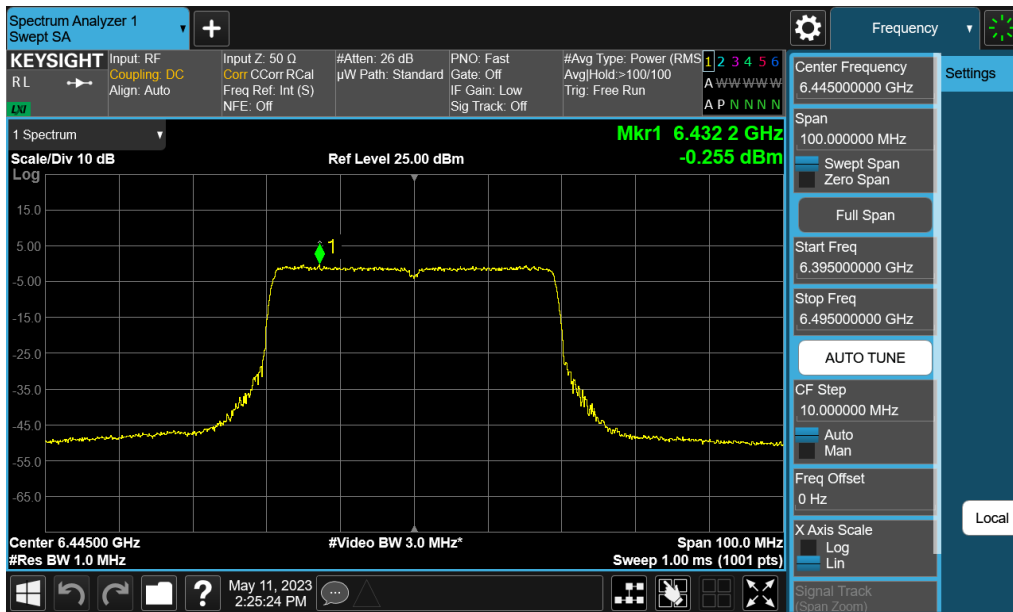 Spectrum Analyzer 1
Swept SA
Frequency
KEYSIGHT
RL
LXI
Input: RF
Coupling: DC
Align: Auto
Input Z: 50 Ω
Corr CCorr RCal
Freq Ref: Int (S)
NFE: Off
#Atten: 26 dB
µW Path: Standard
PNO: Fast
Gate: Off
IF Gain: Low
Sig Track: Off
#Avg Type: Power (RMS
Avg|Hold:>100/100
Trig: Free Run
1 2 3 4 5 6
A W W W W W
A P N N N N
1 Spectrum
Mkr1 6.432 2 GHz
-0.255 dBm
Scale/Div 10 dB
Ref Level 25.00 dBm
Log
15.0
5.00
-5.00
-15.0
-25.0
-35.0
-45.0
-55.0
-65.0
1
Center 6.44500 GHz
#Video BW 3.0 MHz*
Span 100.0 MHz
#Res BW 1.0 MHz
Sweep 1.00 ms (1001 pts)
Center Frequency
6.445000000 GHz
Span
100.000000 MHz
Swept Span
Zero Span
Full Span
Start Freq
6.395000000 GHz
Stop Freq
6.495000000 GHz
AUTO TUNE
CF Step
10.000000 MHz
Auto
Man
Freq Offset
0 Hz
X Axis Scale
Log
Lin
Signal Track
(Span Zoom)
Settings
Local
?
May 11, 2023
2:25:24 PM